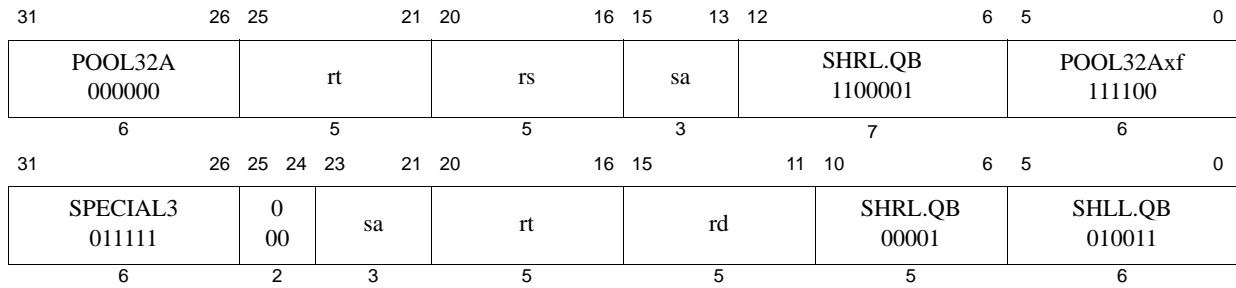 31 26 25 21 20 16 15 13 12 6 5 0
POOL32A rt rs sa SHRL.QB POOL32Axf
000000 1100001 111100
6 5 5 3 7 6
31 26 25 24 23 21 20 16 15 11 10 6 5 0
SPECIAL3 0 sa rt rd SHRL.QB SHLL.QB
011111 00 00001 010011
6 2 3 5 5 5 6